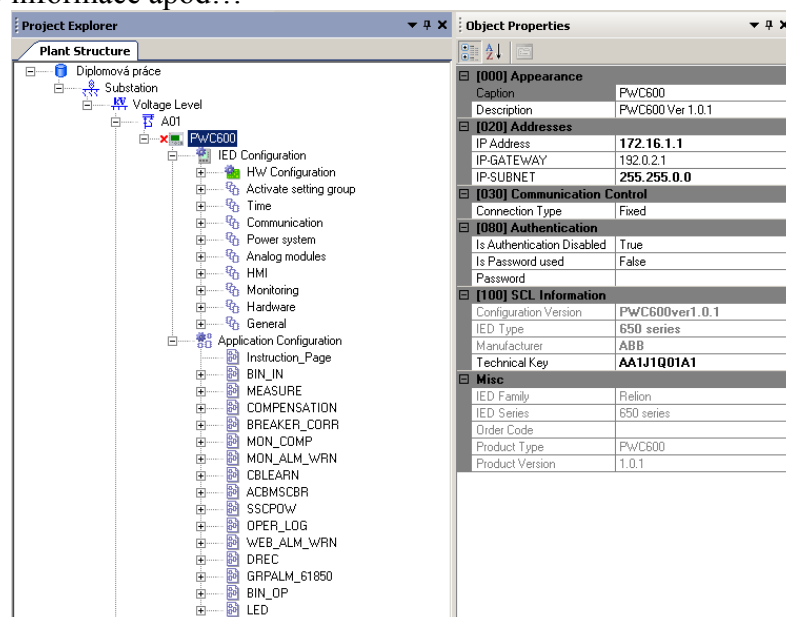 informace apod…
Project Explorer
Plant Structure
Diplomová práce
Substation
Voltage Level
A01
PWC600
IED Configuration
HW Configuration
Activate setting group
Time
Communication
Power system
Analog modules
HMI
Monitoring
Hardware
General
Application Configuration
Instruction_Page
BIN_IN
MEASURE
COMPENSATION
BREAKER_CORR
MON_COMP
MON_ALM_WRN
CBLEARN
ACBMSCBR
SSCPOW
OPER_LOG
WEB_ALM_WRN
DREC
GRPALM_61850
BIN_OP
LED
Object Properties
[000] Appearance
Caption PWC600
Description PWC600 Ver 1.0.1
[020] Addresses
IP Address 172.16.1.1
IP-GATEWAY 192.0.2.1
IP-SUBNET 255.255.0.0
[030] Communication Control
Connection Type Fixed
[080] Authentication
Is Authentication Disabled True
Is Password used False
Password
[100] SCL Information
Configuration Version PWC600ver1.0.1
IED Type 650 series
Manufacturer ABB
Technical Key AA1J1Q01A1
Misc
IED Family Relion
IED Series 650 series
Order Code
Product Type PWC600
Product Version 1.0.1